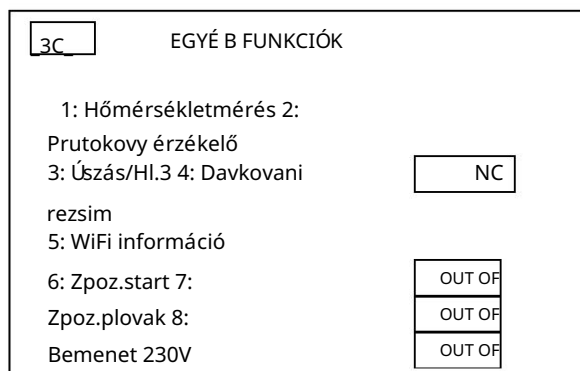 _3C_ EGYÉ B FUNKCIÓK
1: Hőmérsékletmérés 2:
Prutokovy érzékelő
3: Úszás/Hl.3 4: Davkovani NC
rezsim
5: WiFi információ
6: Zpoz.start 7: OUT OF
Zpoz.plovak 8: OUT OF
Bemenet 230V OUT OF